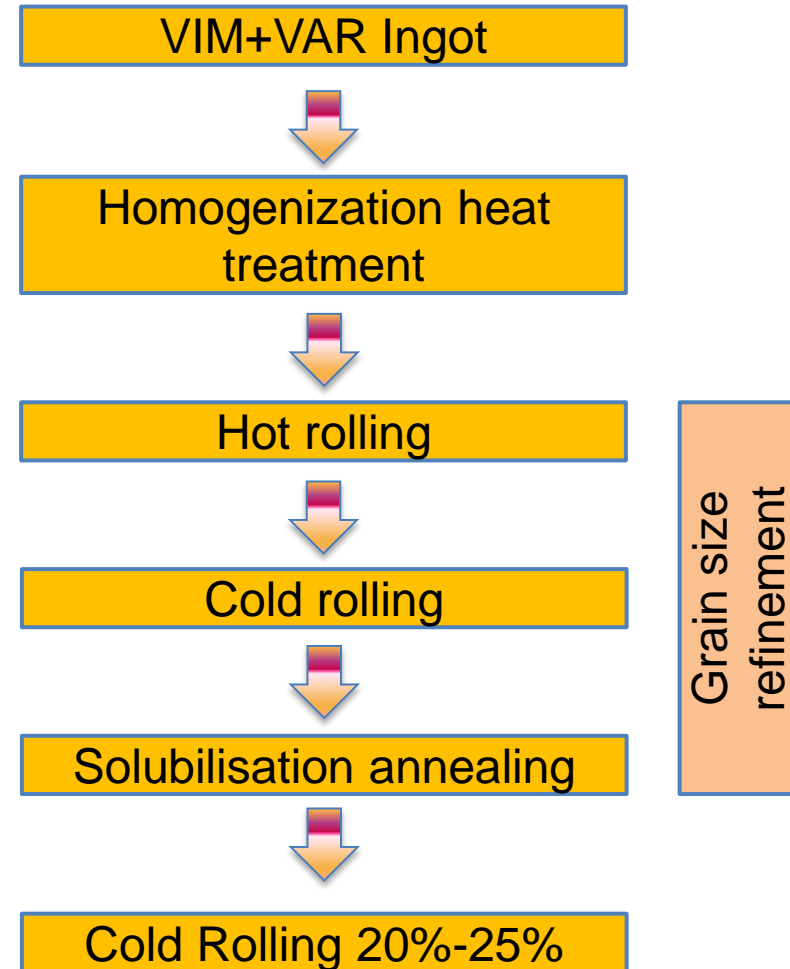 VIM+VAR Ingot
Homogenization heat
treatment
Hot rolling
Cold rolling
Solubilisation annealing
Cold Rolling 20%-25%
Grain size
refinement